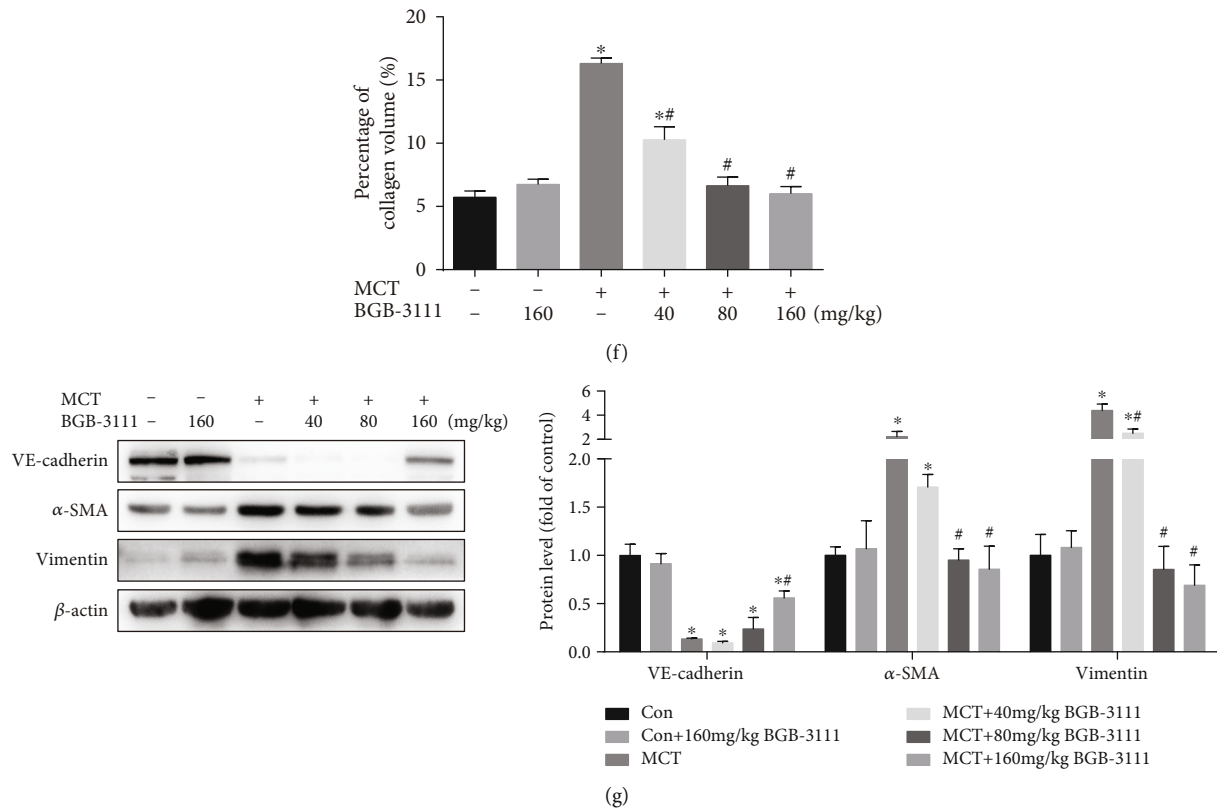 20
15
10
5
0
Percentage of
collagen volume (%)
*
*#
#
#
MCT – – + + + +
BGB-3111 – 160 – 40 80 160 (mg/kg)
(f)
MCT – – + + + +
BGB-3111 – 160 – 40 80 160 (mg/kg)
VE-cadherin
α-SMA
Vimentin
β-actin
Protein level (fold of control)
6
4
2
2.0
1.5
1.0
0.5
0.0
* * * *#
* * # #
* *# # #
VE-cadherin α-SMA Vimentin
Con
Con+160mg/kg BGB-3111
MCT
MCT+40mg/kg BGB-3111
MCT+80mg/kg BGB-3111
MCT+160mg/kg BGB-3111
(g)